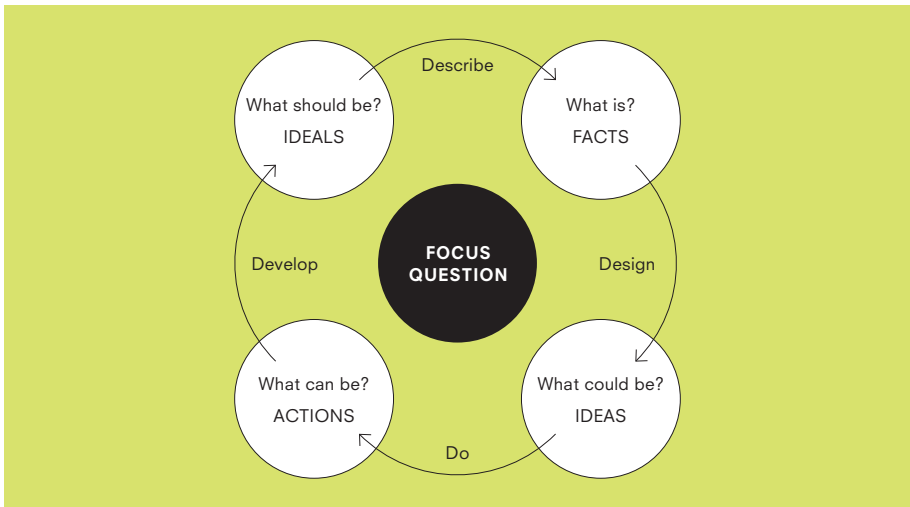 Describe
What should be?
IDEALS
What is?
FACTS
FOCUS
QUESTION
Develop
Design
What can be?
ACTIONS
What could be?
IDEAS
Do